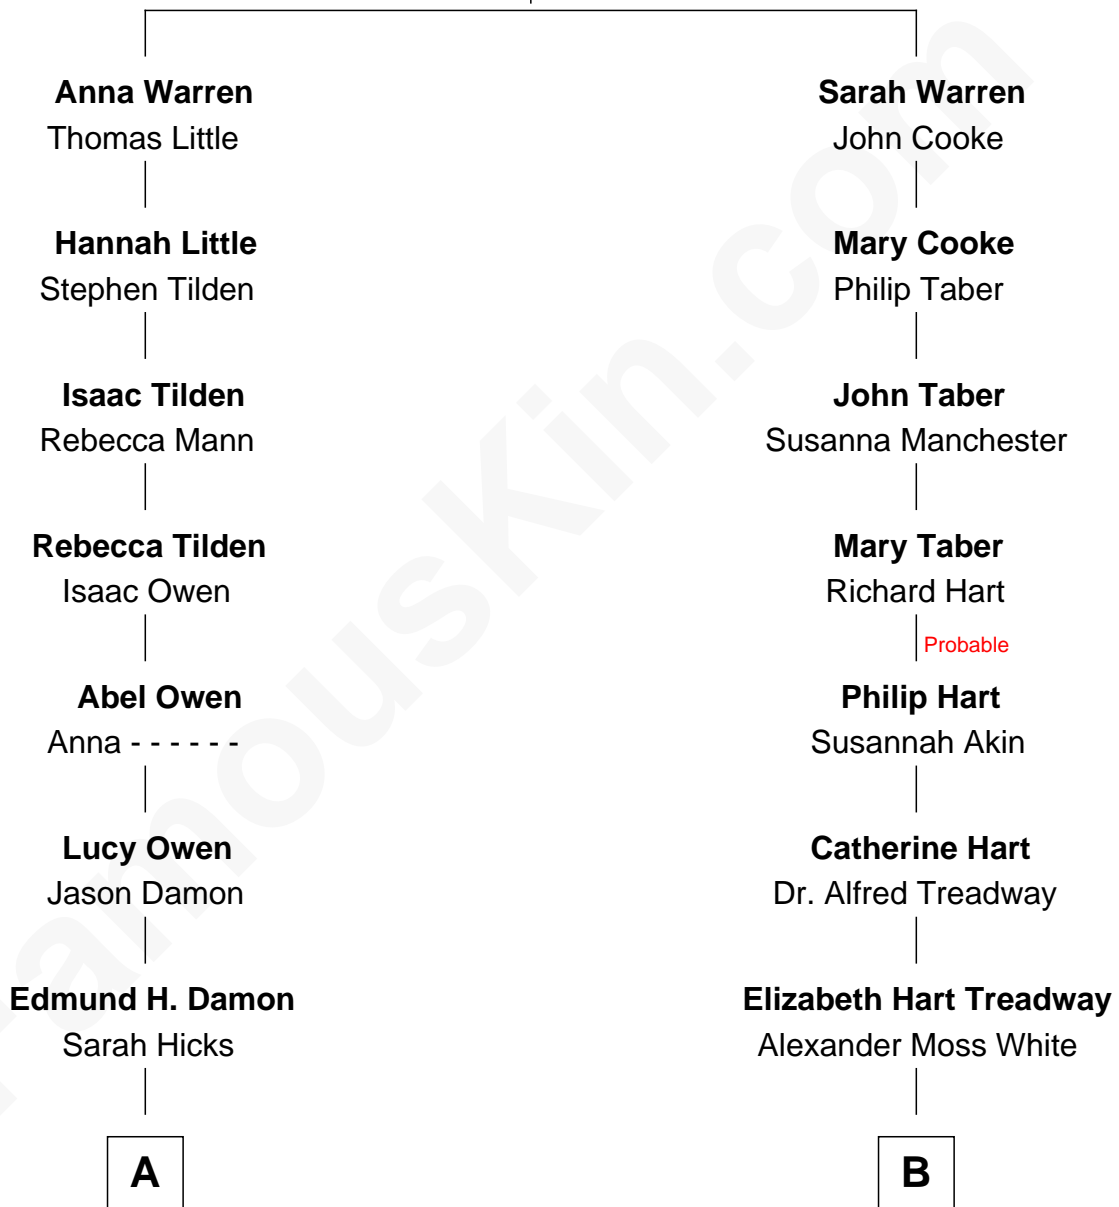 Anna Warren
Thomas Little
Hannah Little
Stephen Tilden
Isaac Tilden
Rebecca Mann
Rebecca Tilden
Isaac Owen
Abel Owen
Anna - - - - - -
Lucy Owen
Jason Damon
Edmund H. Damon
Sarah Hicks
A
Sarah Warren
John Cooke
Mary Cooke
Philip Taber
John Taber
Susanna Manchester
Mary Taber
Richard Hart
Probable
Philip Hart
Susannah Akin
Catherine Hart
Dr. Alfred Treadway
Elizabeth Hart Treadway
Alexander Moss White
B
FamousKin.com